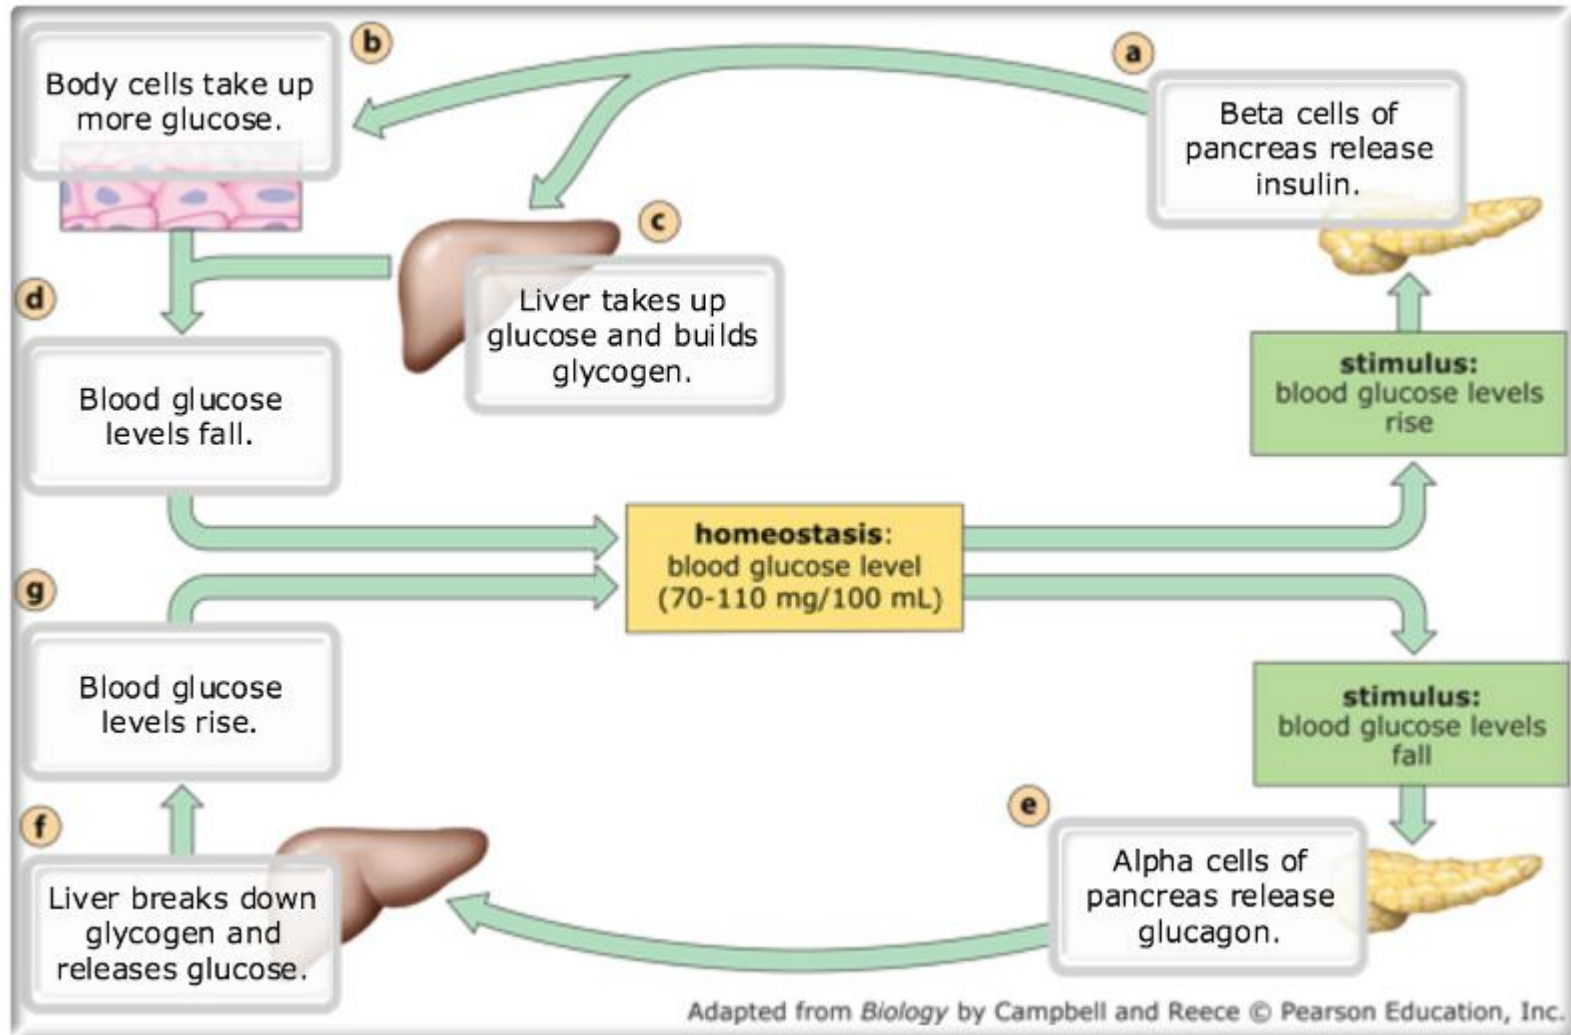 b
Body cells take up
more glucose.
a
Beta cells of
pancreas release
insulin.
c
Liver takes up
glucose and builds
glycogen.
d
Blood glucose
levels fall.
stimulus:
blood glucose levels
rise
homeostasis:
blood glucose level
(70-110 mg/100 mL)
g
Blood glucose
levels rise.
stimulus:
blood glucose levels
fall
e
Alpha cells of
pancreas release
glucagon.
f
Liver breaks down
glycogen and
releases glucose.
Adapted from Biology by Campbell and Reece © Pearson Education, Inc.